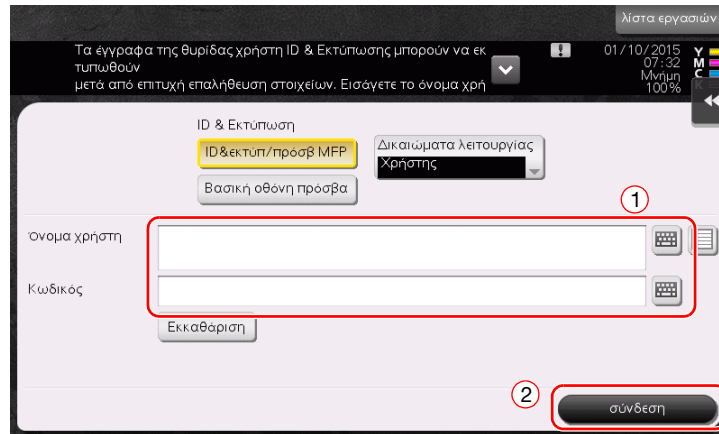 λίστα εργασιών
Τα έγγραφα της θυρίδας χρήστη ID & Εκτύπωσης μπορούν να εκ
τυπωθούν
μετά από επιτυχή επαλήθευση στοιχείων. Εισάγετε το όνομα χρή
01/10/2015
07:32
Μνήμη
100%
Y
M
C
K
ID & Εκτύπωση
ID&εκτύπ/πρόσβ MFP
Δικαιώματα λειτουργίας
Χρήστης
Βασική οθόνη πρόσβα
1
Όνομα χρήστη
Κωδικός
Εκκαθάριση
2
σύνδεση